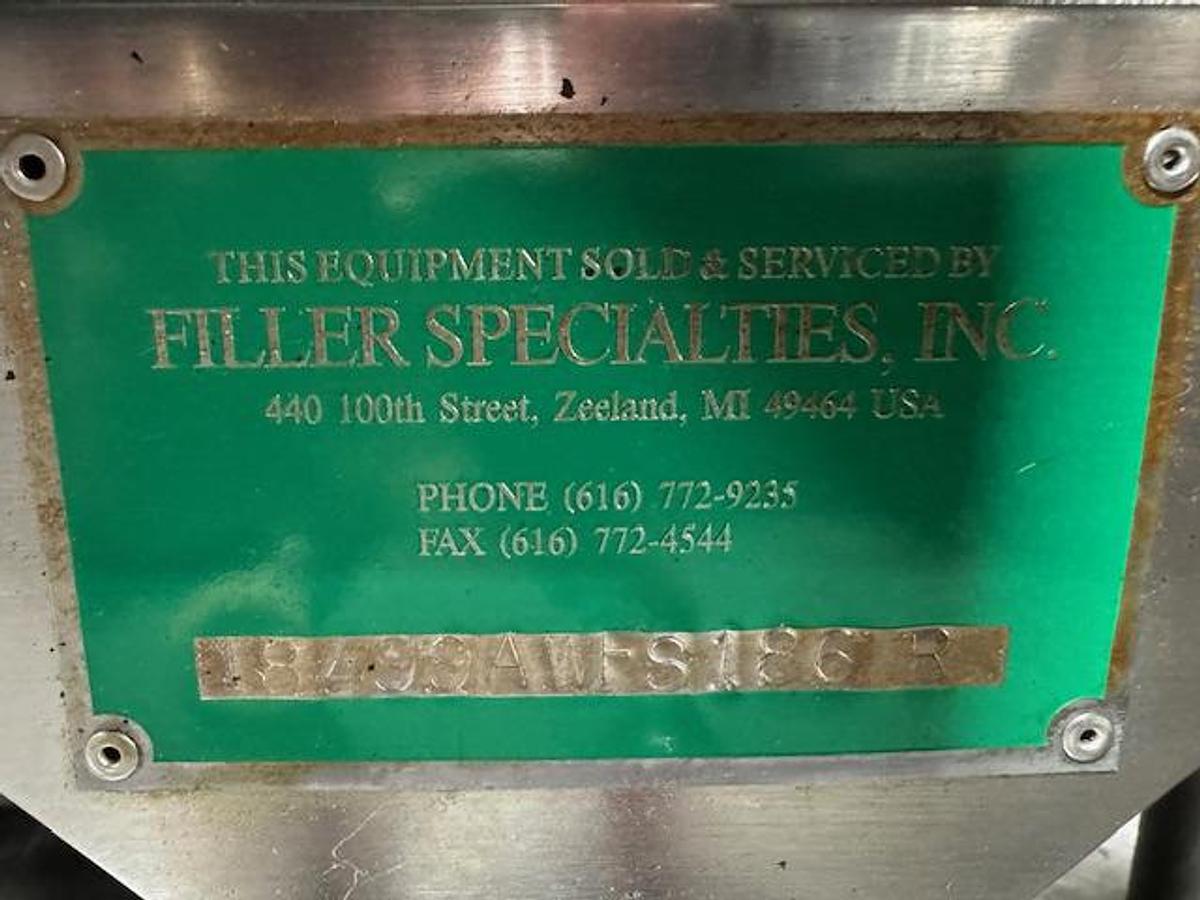 THIS EQUIPMENT SOLD & SERVICED BY
FILLER SPECIALTIES, INC.
440 100th Street, Zeeland, MI 49464 USA
PHONE (616) 772-9235
FAX (616) 772-4544